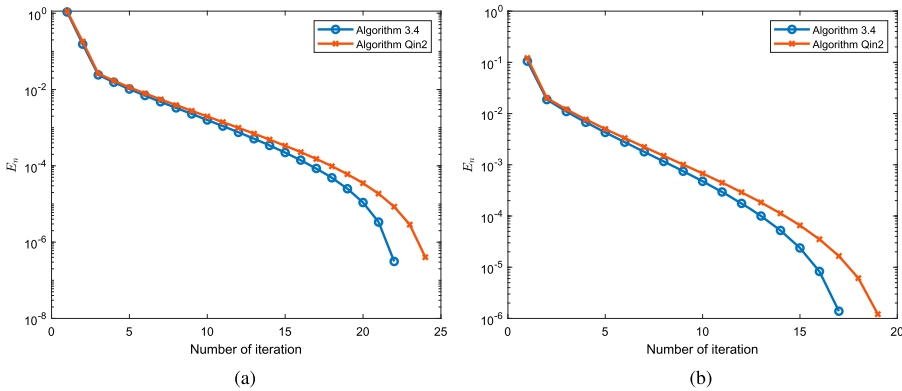 10^0
10^-2
10^-4
10^-6
10^-8
E_n
0
5
10
15
20
25
Number of iteration
Algorithm 3.4
Algorithm Qin2
(a)
10^0
10^-1
10^-2
10^-3
10^-4
10^-5
10^-6
E_n
0
5
10
15
20
Number of iteration
Algorithm 3.4
Algorithm Qin2
(b)